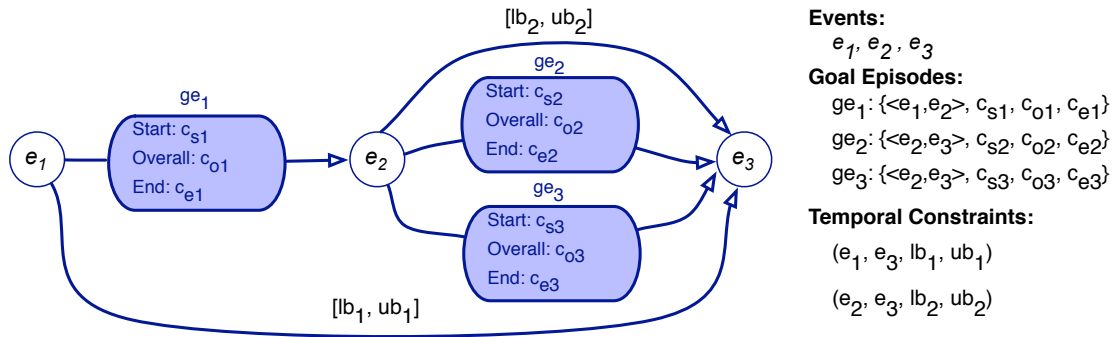 [lb₂, ub₂]
ge₂
Start: cₛ₂
Overall: cₒ₂
End: cₑ₂
ge₁
Start: cₛ₁
Overall: cₒ₁
End: cₑ₁
e₁
e₂
e₃
ge₃
Start: cₛ₃
Overall: cₒ₃
End: cₑ₃
[lb₁, ub₁]
Events:
e₁, e₂, e₃
Goal Episodes:
ge₁: {<e₁,e₂>, cₛ₁, cₒ₁, cₑ₁}
ge₂: {<e₂,e₃>, cₛ₂, cₒ₂, cₑ₂}
ge₃: {<e₂,e₃>, cₛ₃, cₒ₃, cₑ₃}
Temporal Constraints:
(e₁, e₃, lb₁, ub₁)
(e₂, e₃, lb₂, ub₂)